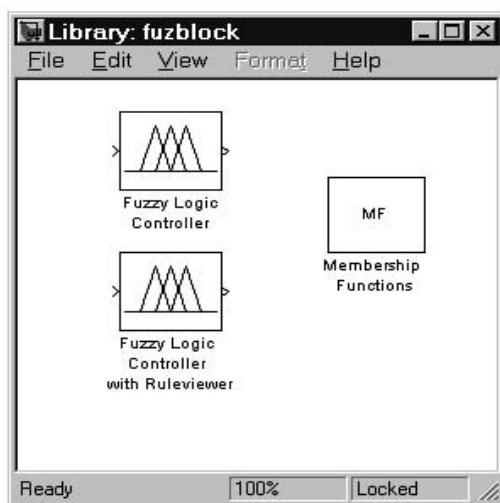 Library: fuzblock
File Edit View Format Help
Fuzzy Logic
Controller
MF
Membership
Functions
Fuzzy Logic
Controller
with Ruleviewer
Ready 100% Locked